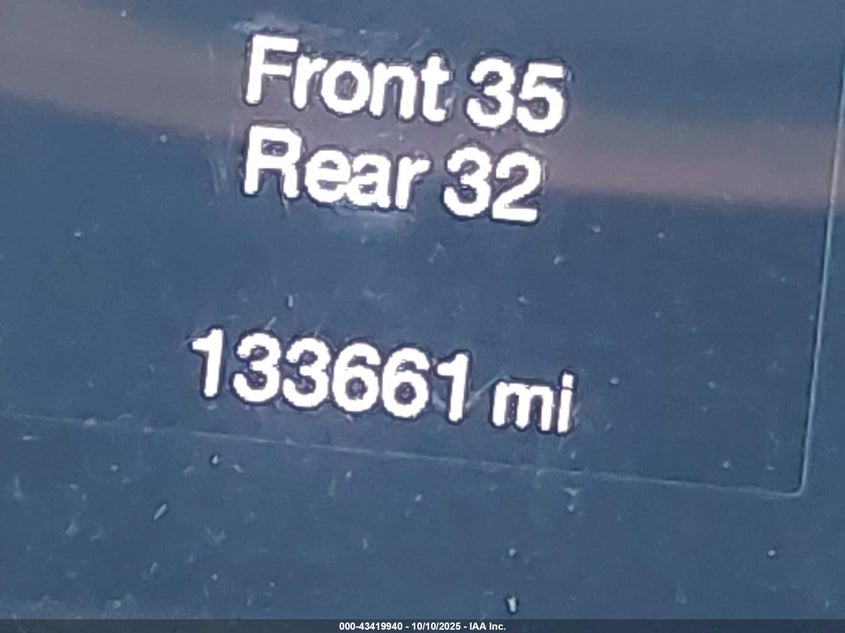 Front 35
Rear 32
133661 mi
000-43419940 - 10/10/2025 - IAA Inc.